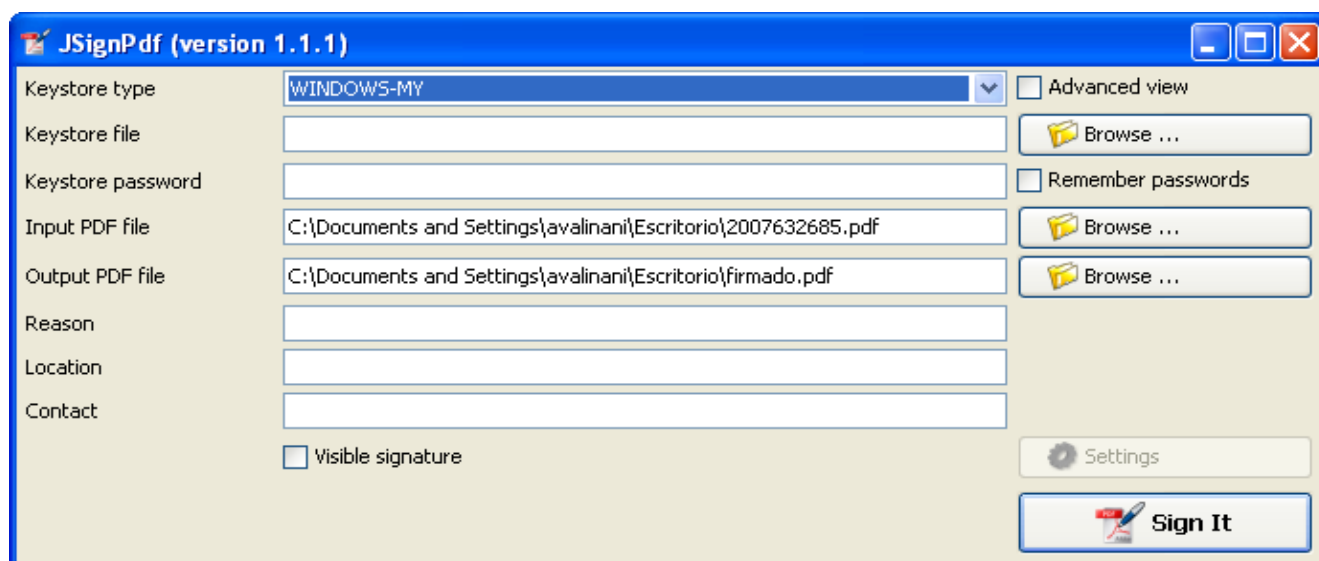 JSignPdf (version 1.1.1)
Keystore type WINDOWS-MY Advanced view
Keystore file Browse ...
Keystore password Remember passwords
Input PDF file C:\Documents and Settings\avalinani\Escritorio\2007632685.pdf Browse ...
Output PDF file C:\Documents and Settings\avalinani\Escritorio\firmado.pdf Browse ...
Reason
Location
Contact
Visible signature Settings
Sign It